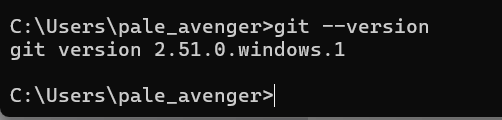 C:\Users\pale_avenger>git --version
git version 2.51.0.windows.1
C:\Users\pale_avenger>